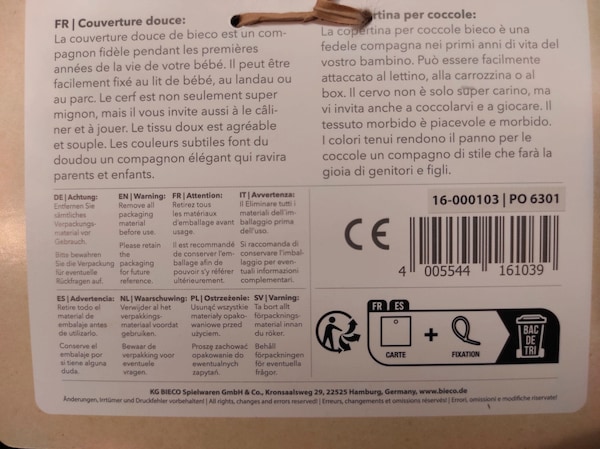 FR | Couverture douce:
La couverture douce de bieco est un com-
pagnon fidèle pendant les premières
années de la vie de votre bébé. Il peut être
facilement fixé au lit de bébé, au landau ou
au parc. Le cerf est non seulement super
mignon, mais il vous invite aussi à le câli-
ner et à jouer. Le tissu doux est agréable
et souple. Les couleurs subtiles font du
doudou un compagnon élégant qui ravira
parents et enfants.
pertina per coccole:
La copertina per coccole bieco è una
fedele compagna nei primi anni di vita del
vostro bambino. Può essere facilmente
attaccato al lettino, alla carrozzina o al
box. Il cervo non è solo super carino, ma
vi invita anche a coccolarvi e a giocare. Il
tessuto morbido è piacevole e morbido.
I colori tenui rendono il panno per le
coccole un compagno di stile che farà la
gioia di genitori e figli.
DE | Achtung:
Entfernen Sie
sämtliches
Verpackungs-
material vor
Gebrauch.
Bitte bewahren
Sie die Verpackung
für eventuelle
Rückfragen auf.
EN | Warning:
Remove all
packaging
material
before use.
Please retain
the
packaging
for future
reference.
FR | Attention:
Retirez tous
les matériaux
d'emballage avant
usage.
Il est recommandé
de conserver l'em-
ballage afin de
pouvoir s'y référer
ultérieurement.
IT | Avvertenza:
Il Eliminare tutti i
materiali dell'im-
ballaggio prima
dell'uso.
Si raccomanda di
conservare l'imbal-
laggio per even-
tuali informazioni
complementari.
ES | Advertencia:
Retire todo el
material de
embalaje antes
de utilizarlo.
Conserve el
embalaje por si
tiene alguna
duda.
NL | Waarschuwing:
Verwijder al het
verpakkings-
materiaal voordat
gebruiken.
Bewaar de
verpakking voor
eventuele
vragen.
PL | Ostrzeżenie:
Usunąć wszystkie
materiały opako-
waniowe przed
użyciem.
Proszę zachować
opakowanie do
ewentualnych
zapytań.
SV | Varning:
Ta bort allt
förpacknings-
material innan
du röker.
Behåll
förpackningen
för eventuella
frågor.
16-000103 | PO 6301
CE
4 005544 161039
FR ES
CARTE
+
FIXATION
BAC
DE
TRI
KG BIECO Spielwaren GmbH & Co., Kronsaalsweg 29, 22525 Hamburg, Germany, www.bieco.de
Änderungen, Irrtümer und Druckfehler vorbehalten! | All rights, changes and errors reserved! | Erreurs, changements et omissions réservés! | Errori, omissioni e modifiche riservate!